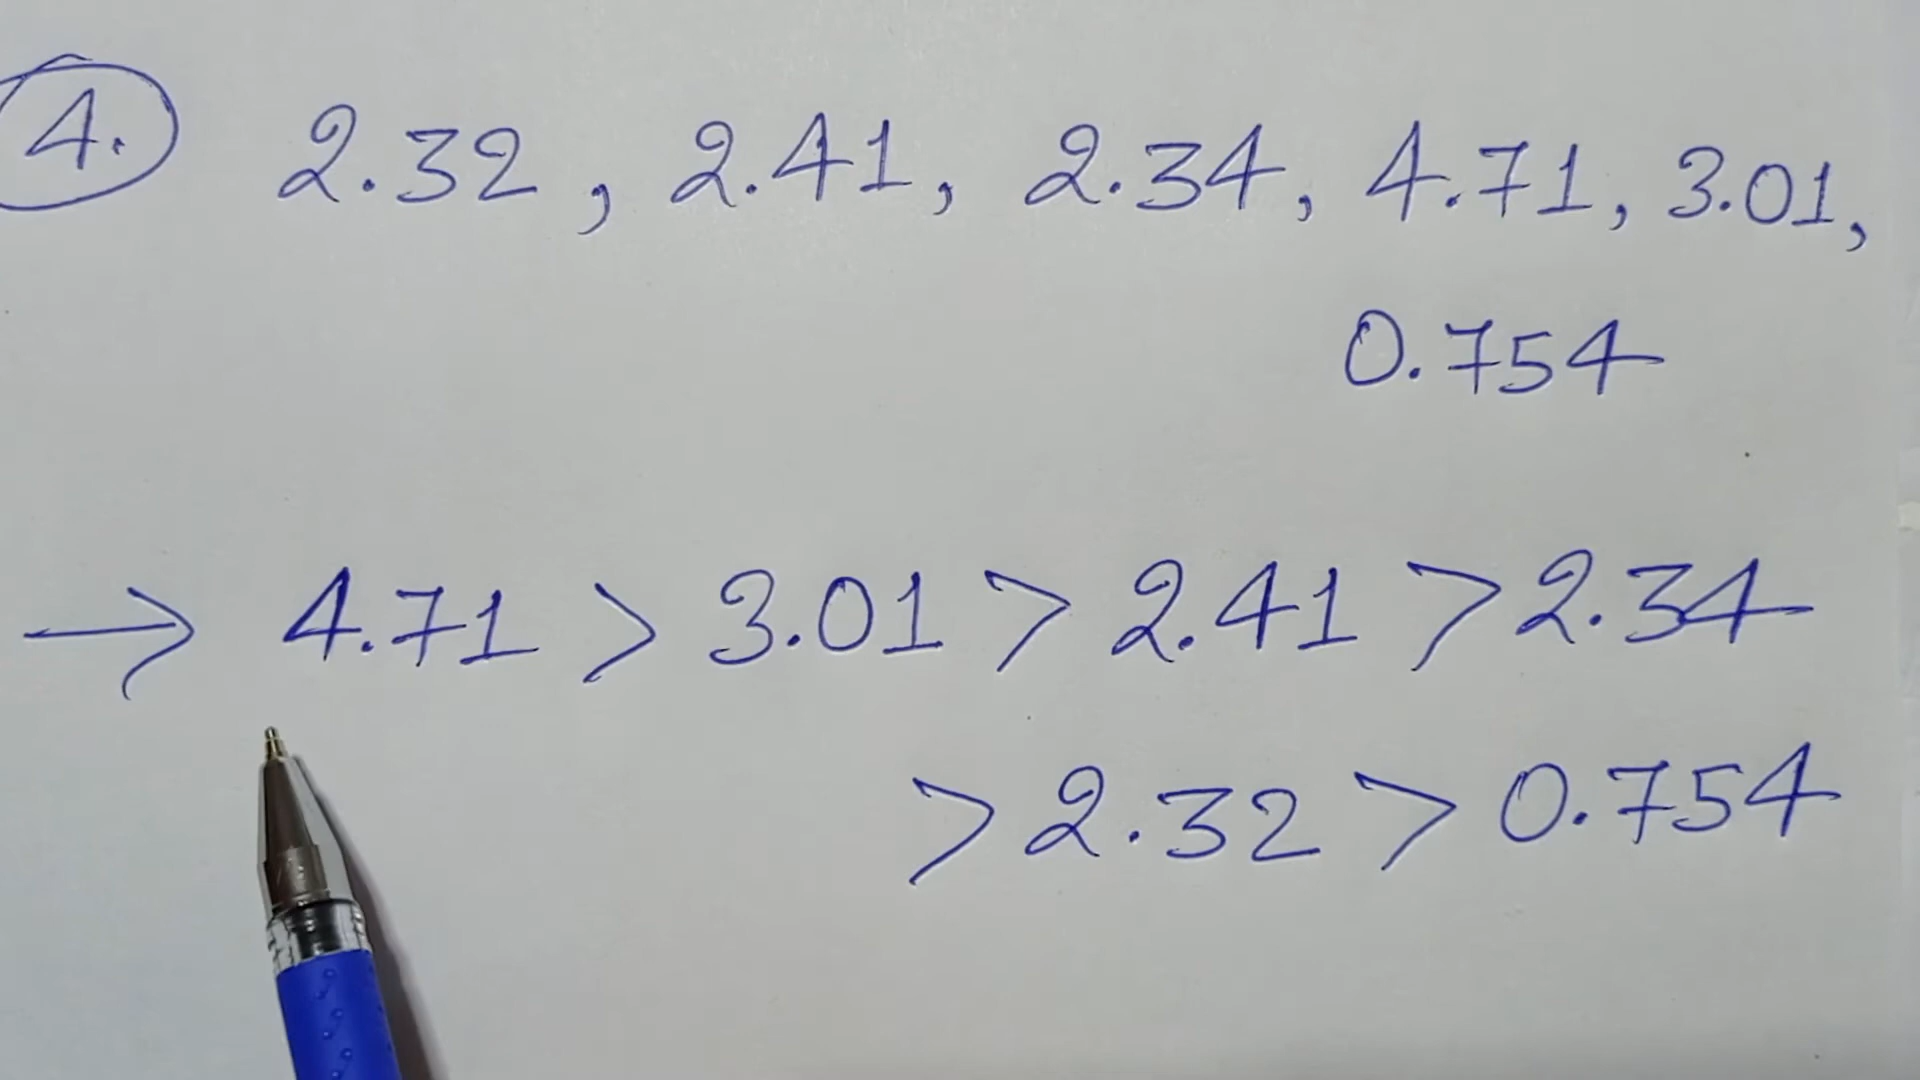 4. 2.32, 2.41, 2.34, 4.71, 3.01,
0.754
→ 4.71 > 3.01 > 2.41 > 2.34
> 2.32 > 0.754